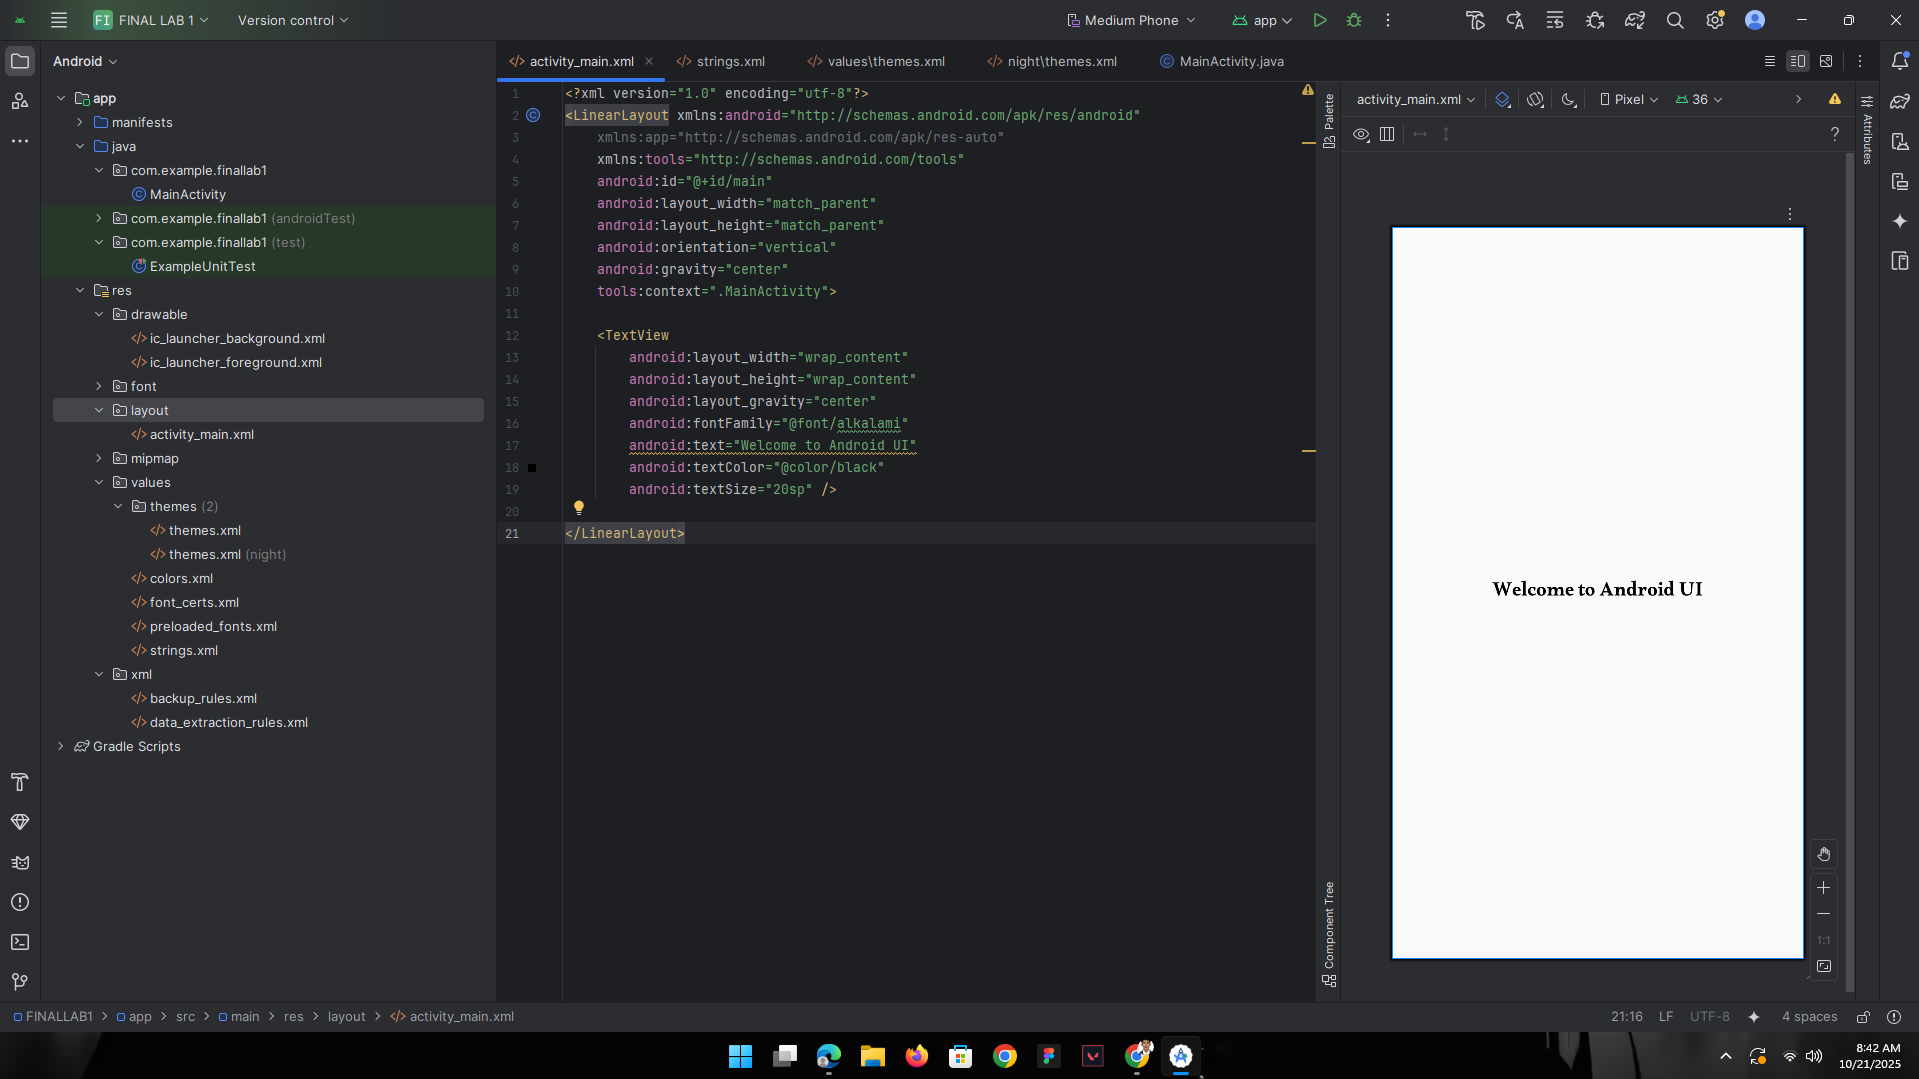 FI FINAL LAB 1
Version control
Medium Phone
app
Android
activity_main.xml
strings.xml
values\themes.xml
night\themes.xml
MainActivity.java
app
manifests
java
com.example.finallab1
MainActivity
com.example.finallab1 (androidTest)
com.example.finallab1 (test)
ExampleUnitTest
res
drawable
ic_launcher_background.xml
ic_launcher_foreground.xml
font
layout
activity_main.xml
mipmap
values
themes (2)
themes.xml
themes.xml (night)
colors.xml
font_certs.xml
preloaded_fonts.xml
strings.xml
xml
backup_rules.xml
data_extraction_rules.xml
Gradle Scripts
1 <?xml version="1.0" encoding="utf-8"?>
2 <LinearLayout xmlns:android="http://schemas.android.com/apk/res/android"
3 xmlns:app="http://schemas.android.com/apk/res-auto"
4 xmlns:tools="http://schemas.android.com/tools"
5 android:id="@+id/main"
6 android:layout_width="match_parent"
7 android:layout_height="match_parent"
8 android:orientation="vertical"
9 android:gravity="center"
10 tools:context=".MainActivity">
11
12 <TextView
13 android:layout_width="wrap_content"
14 android:layout_height="wrap_content"
15 android:layout_gravity="center"
16 android:fontFamily="@font/alkalami"
17 android:text="Welcome to Android UI"
18 android:textColor="@color/black"
19 android:textSize="20sp" />
20
21 </LinearLayout>
Palette
Component Tree
activity_main.xml
Pixel
36
Attributes
Welcome to Android UI
1:1
FINALLAB1 > app > src > main > res > layout > activity_main.xml
21:16
LF
UTF-8
4 spaces
8:42 AM
10/21/2025